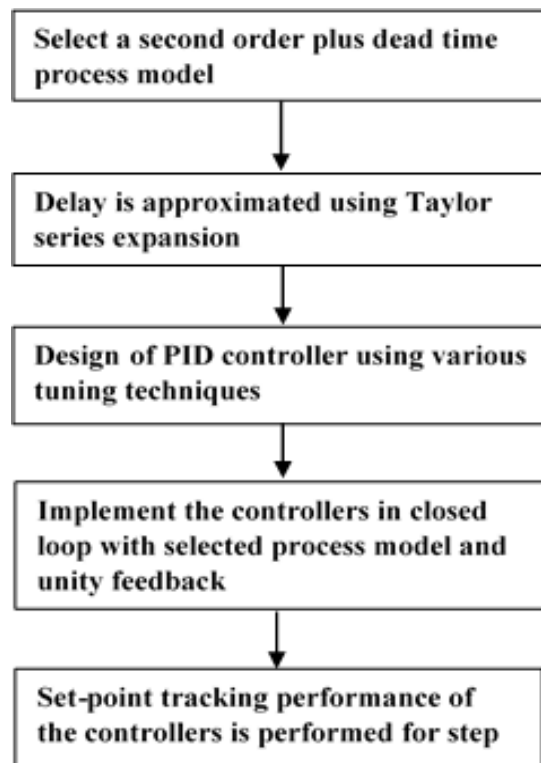 Select a second order plus dead time
process model
Delay is approximated using Taylor
series expansion
Design of PID controller using various
tuning techniques
Implement the controllers in closed
loop with selected process model and
unity feedback
Set-point tracking performance of
the controllers is performed for step